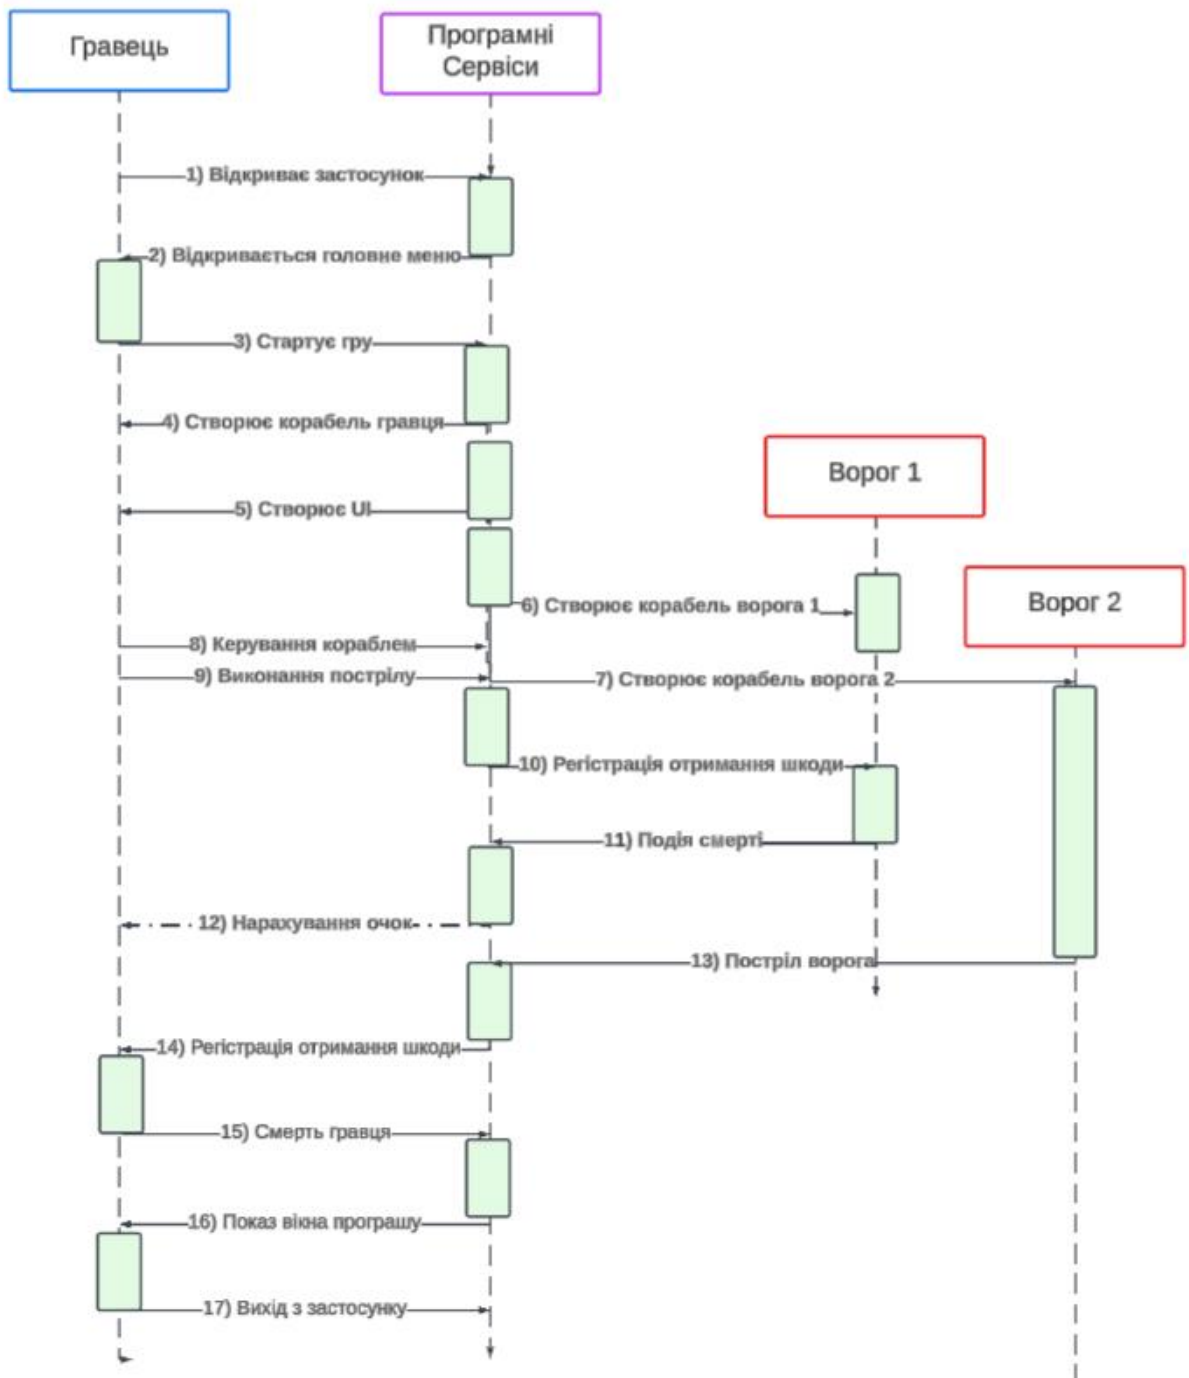 Гравець
Програмні
Сервіси
1) Відкриває застосунок
2) Відкривається головне меню
3) Стартує гру
4) Створює корабель гравця
Ворог 1
5) Створює UI
Ворог 2
6) Створює корабель ворога 1
8) Керування кораблем
9) Виконання пострілу
7) Створює корабель ворога 2
10) Регістрація отримання шкоди
11) Подія смерті
12) Нарахування очок
13) Постріл ворога
14) Регістрація отримання шкоди
15) Смерть гравця
16) Показ вікна програшу
17) Вихід з застосунку